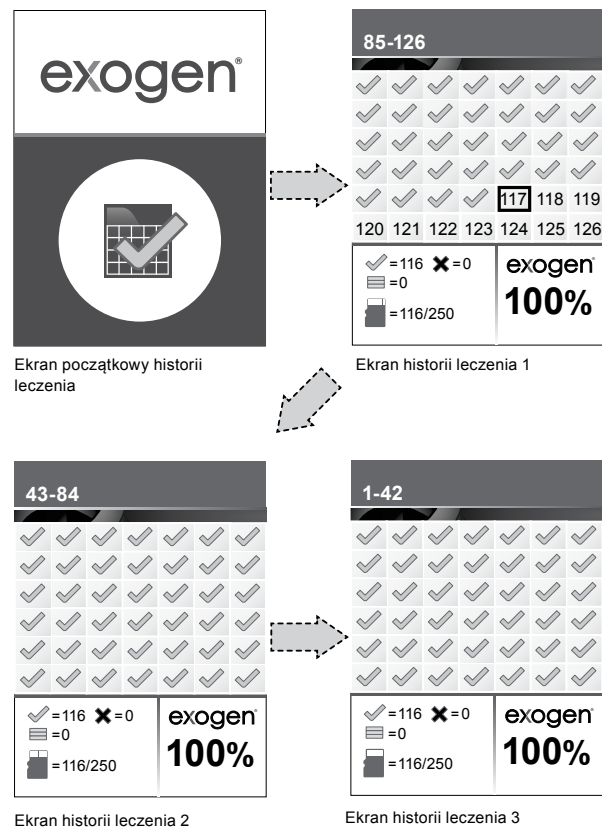 exogen®
Ekran początkowy historii
leczenia
85-126
117 118 119
120 121 122 123 124 125 126
=116 =0
=0
=116/250
exogen
100%
Ekran historii leczenia 1
43-84
=116 =0
=0
=116/250
exogen
100%
Ekran historii leczenia 2
1-42
=116 =0
=0
=116/250
exogen
100%
Ekran historii leczenia 3